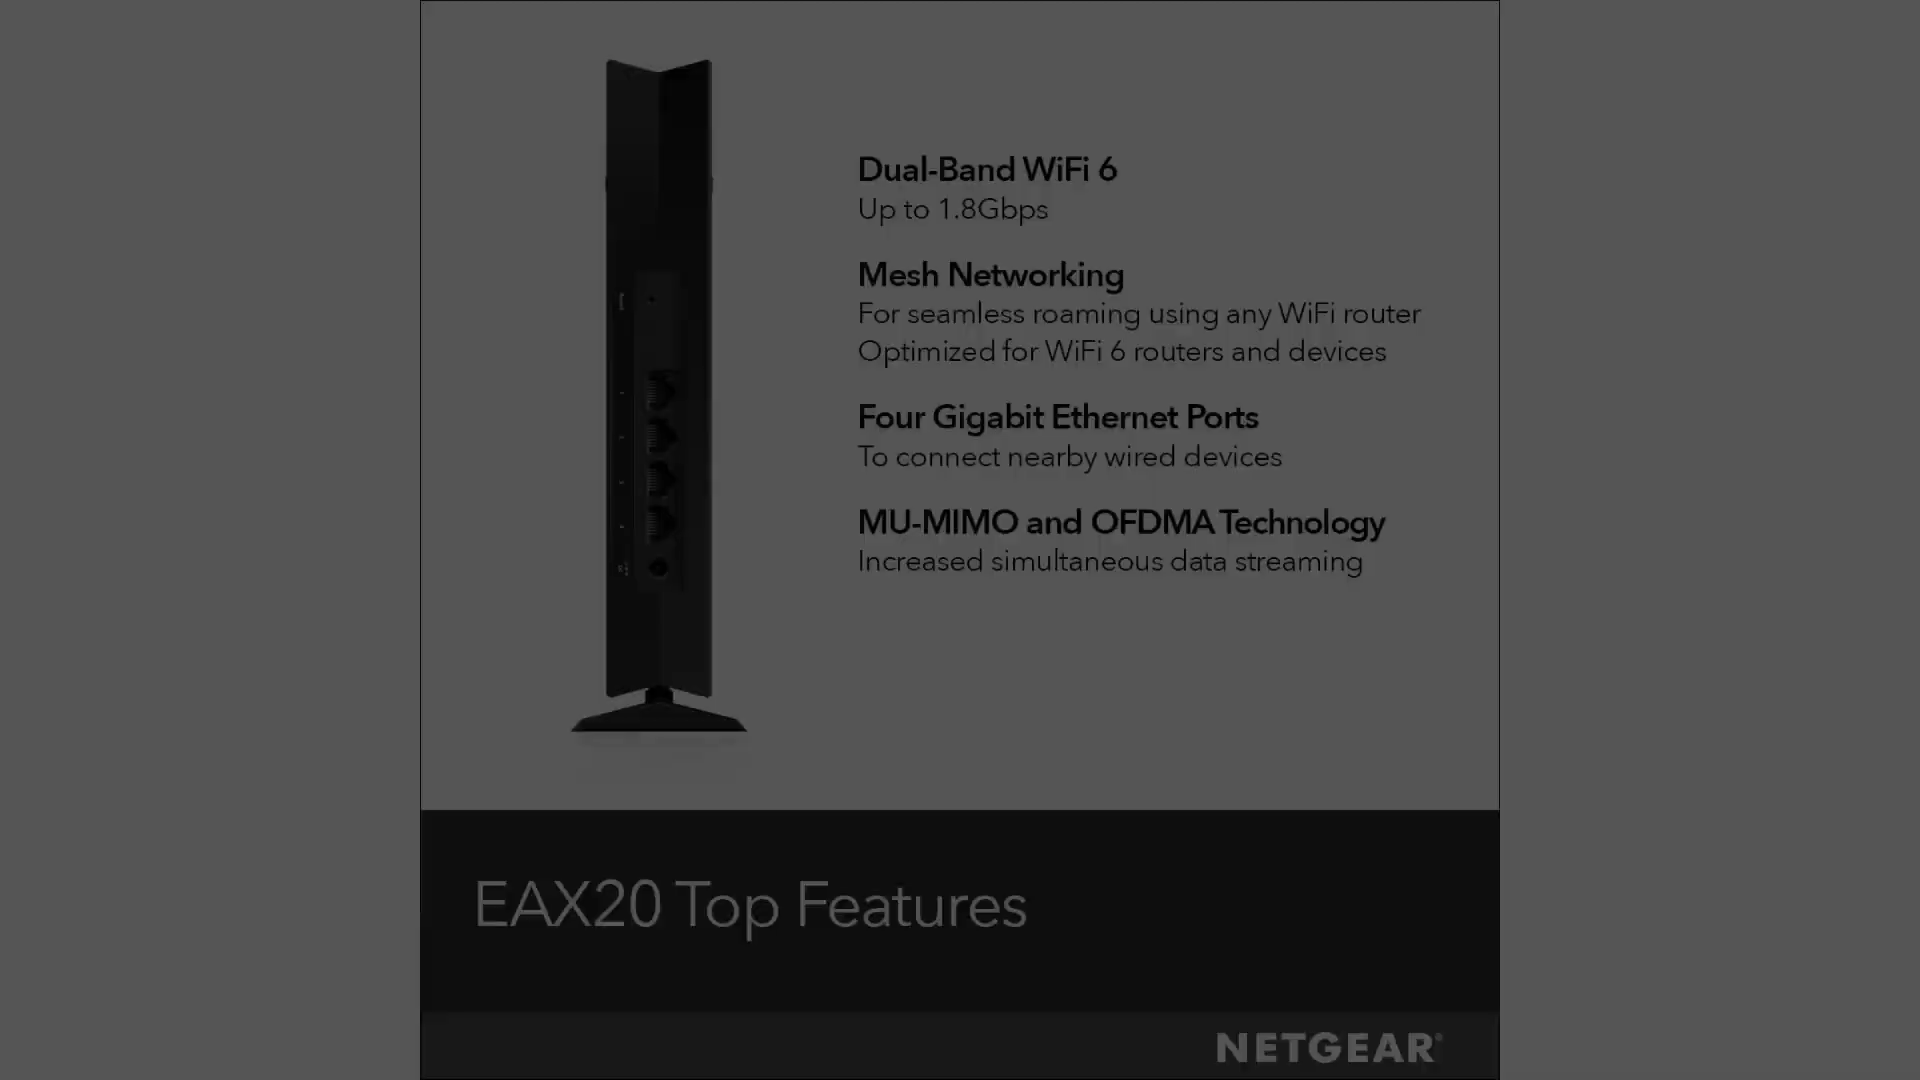 Dual-Band WiFi 6
Up to 1.8Gbps
Mesh Networking
For seamless roaming using any WiFi router
Optimized for WiFi 6 routers and devices
Four Gigabit Ethernet Ports
To connect nearby wired devices
MU-MIMO and OFDMA Technology
Increased simultaneous data streaming
EAX20 Top Features
NETGEAR®